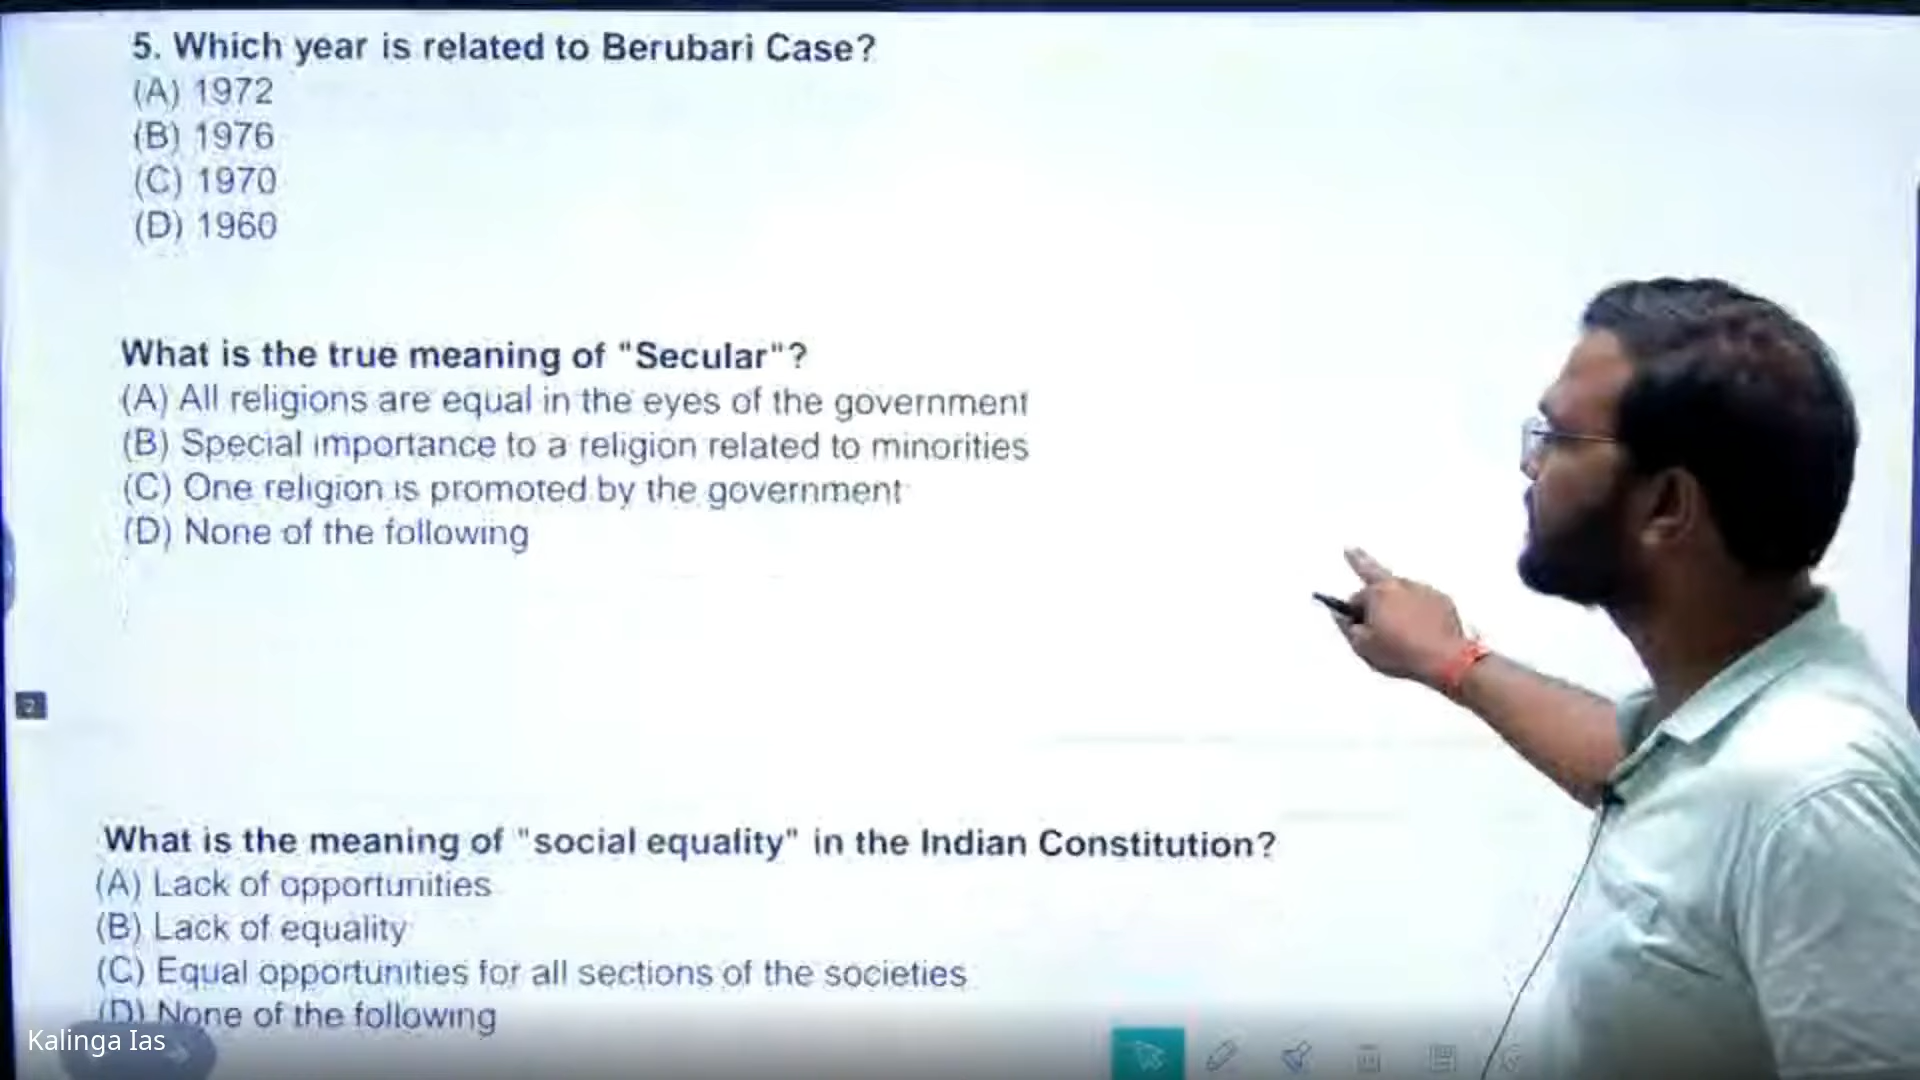 5. Which year is related to Berubari Case?
(A) 1972
(B) 1976
(C) 1970
(D) 1960
What is the true meaning of "Secular"?
(A) All religions are equal in the eyes of the government
(B) Special importance to a religion related to minorities
(C) One religion is promoted by the government
(D) None of the following
2
What is the meaning of "social equality" in the Indian Constitution?
(A) Lack of opportunities
(B) Lack of equality
(C) Equal opportunities for all sections of the societies
(D) None of the following
Kalinga Ias